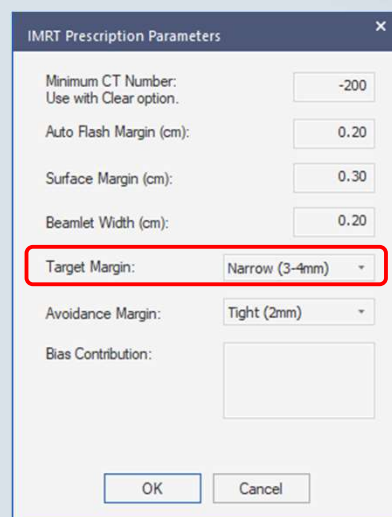 IMRT Prescription Parameters
×
Minimum CT Number:
Use with Clear option.
-200
Auto Flash Margin (cm):
0.20
Surface Margin (cm):
0.30
Beamlet Width (cm):
0.20
Target Margin:
Narrow (3-4mm)
Avoidance Margin:
Tight (2mm)
Bias Contribution:
OK
Cancel